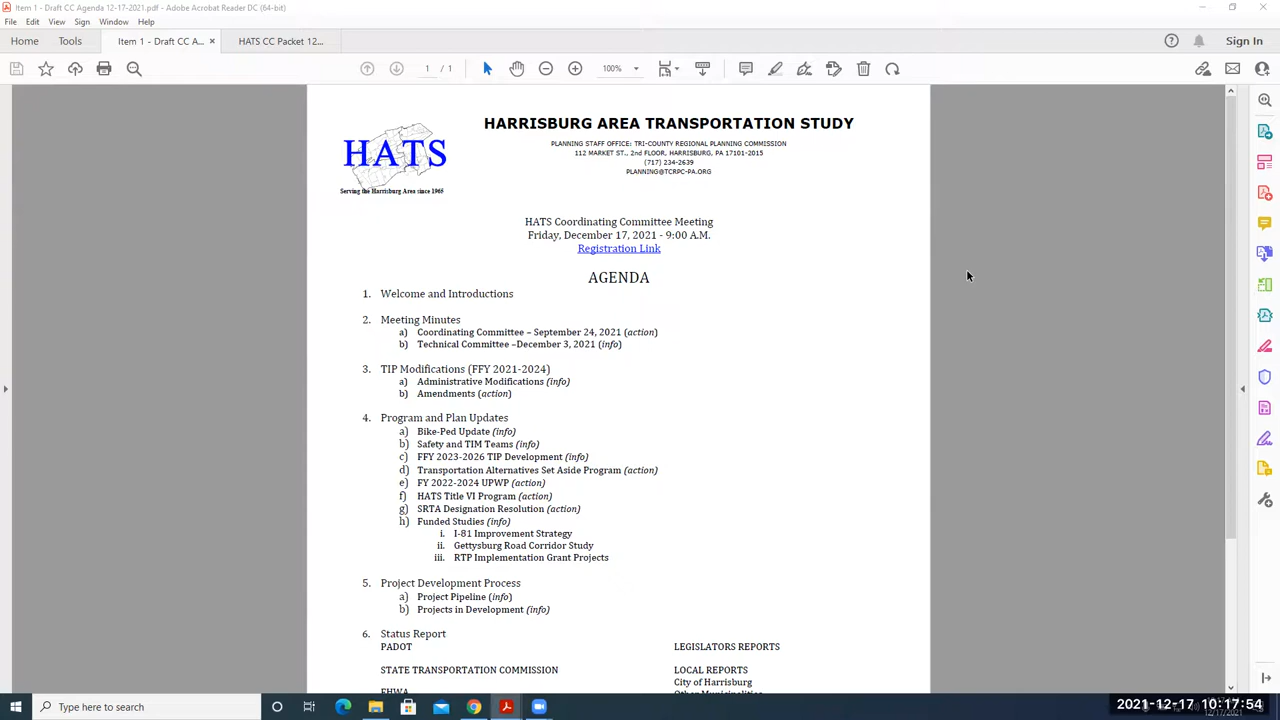 Item 1 - Draft CC Agenda 12-17-2021.pdf - Adobe Acrobat Reader DC (64-bit)
File Edit View Sign Window Help
Home Tools Item 1 - Draft CC A... × HATS CC Packet 12... Sign In
1 / 1 100%
HARRISBURG AREA TRANSPORTATION STUDY
PLANNING STAFF OFFICE: TRI-COUNTY REGIONAL PLANNING COMMISSION
112 MARKET ST., 2nd FLOOR, HARRISBURG, PA 17101-2015
(717) 234-2639
PLANNING@TCRPC-PA.ORG
HATS
Serving the Harrisburg Area since 1965
HATS Coordinating Committee Meeting
Friday, December 17, 2021 - 9:00 A.M.
Registration Link
AGENDA
1. Welcome and Introductions
2. Meeting Minutes
a) Coordinating Committee – September 24, 2021 (action)
b) Technical Committee –December 3, 2021 (info)
3. TIP Modifications (FFY 2021-2024)
a) Administrative Modifications (info)
b) Amendments (action)
4. Program and Plan Updates
a) Bike-Ped Update (info)
b) Safety and TIM Teams (info)
c) FFY 2023-2026 TIP Development (info)
d) Transportation Alternatives Set Aside Program (action)
e) FY 2022-2024 UPWP (action)
f) HATS Title VI Program (action)
g) SRTA Designation Resolution (action)
h) Funded Studies (info)
i. I-81 Improvement Strategy
ii. Gettysburg Road Corridor Study
iii. RTP Implementation Grant Projects
5. Project Development Process
a) Project Pipeline (info)
b) Projects in Development (info)
6. Status Report
PADOT LEGISLATORS REPORTS
STATE TRANSPORTATION COMMISSION LOCAL REPORTS
City of Harrisburg
FHWA Other Municipalities
Type here to search
2021-12-17 10:17:54
12/17/2021